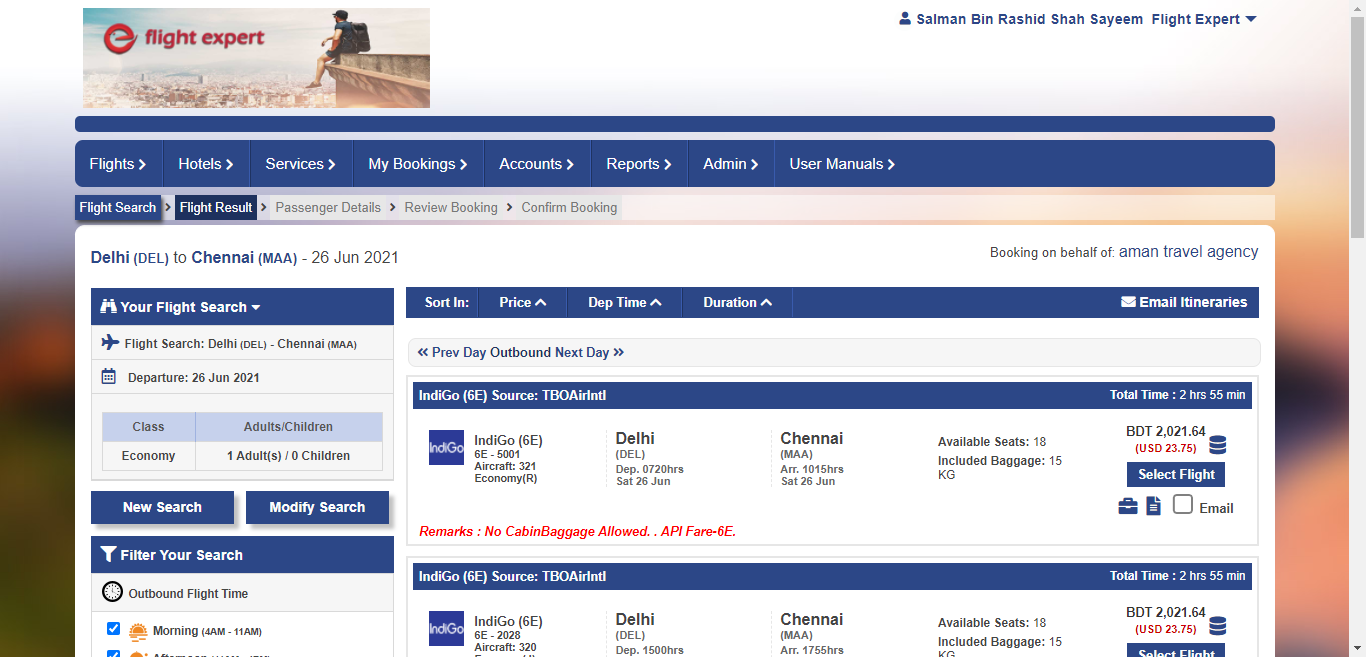 flight expert
Salman Bin Rashid Shah Sayeem Flight Expert
Flights
Hotels
Services
My Bookings
Accounts
Reports
Admin
User Manuals
Flight Search
Flight Result
Passenger Details
Review Booking
Confirm Booking
Delhi (DEL) to Chennai (MAA) - 26 Jun 2021
Booking on behalf of: aman travel agency
Your Flight Search
Flight Search: Delhi (DEL) - Chennai (MAA)
Departure: 26 Jun 2021
Class Adults/Children
Economy 1 Adult(s) / 0 Children
New Search
Modify Search
Filter Your Search
Outbound Flight Time
Morning (4AM - 11AM)
Sort In: Price Dep Time Duration
Email Itineraries
Prev Day Outbound Next Day
IndiGo (6E) Source: TBOAirIntl
Total Time : 2 hrs 55 min
IndiGo
IndiGo (6E)
6E - 5001
Aircraft: 321
Economy(R)
Delhi
(DEL)
Dep. 0720hrs
Sat 26 Jun
Chennai
(MAA)
Arr. 1015hrs
Sat 26 Jun
Available Seats: 18
Included Baggage: 15
KG
BDT 2,021.64
(USD 23.75)
Select Flight
Email
Remarks : No CabinBaggage Allowed. . API Fare-6E.
IndiGo (6E) Source: TBOAirIntl
Total Time : 2 hrs 55 min
IndiGo
IndiGo (6E)
6E - 2028
Aircraft: 320
Delhi
(DEL)
Dep. 1500hrs
Chennai
(MAA)
Arr. 1755hrs
Available Seats: 18
Included Baggage: 15
KG
BDT 2,021.64
(USD 23.75)
Select Flight